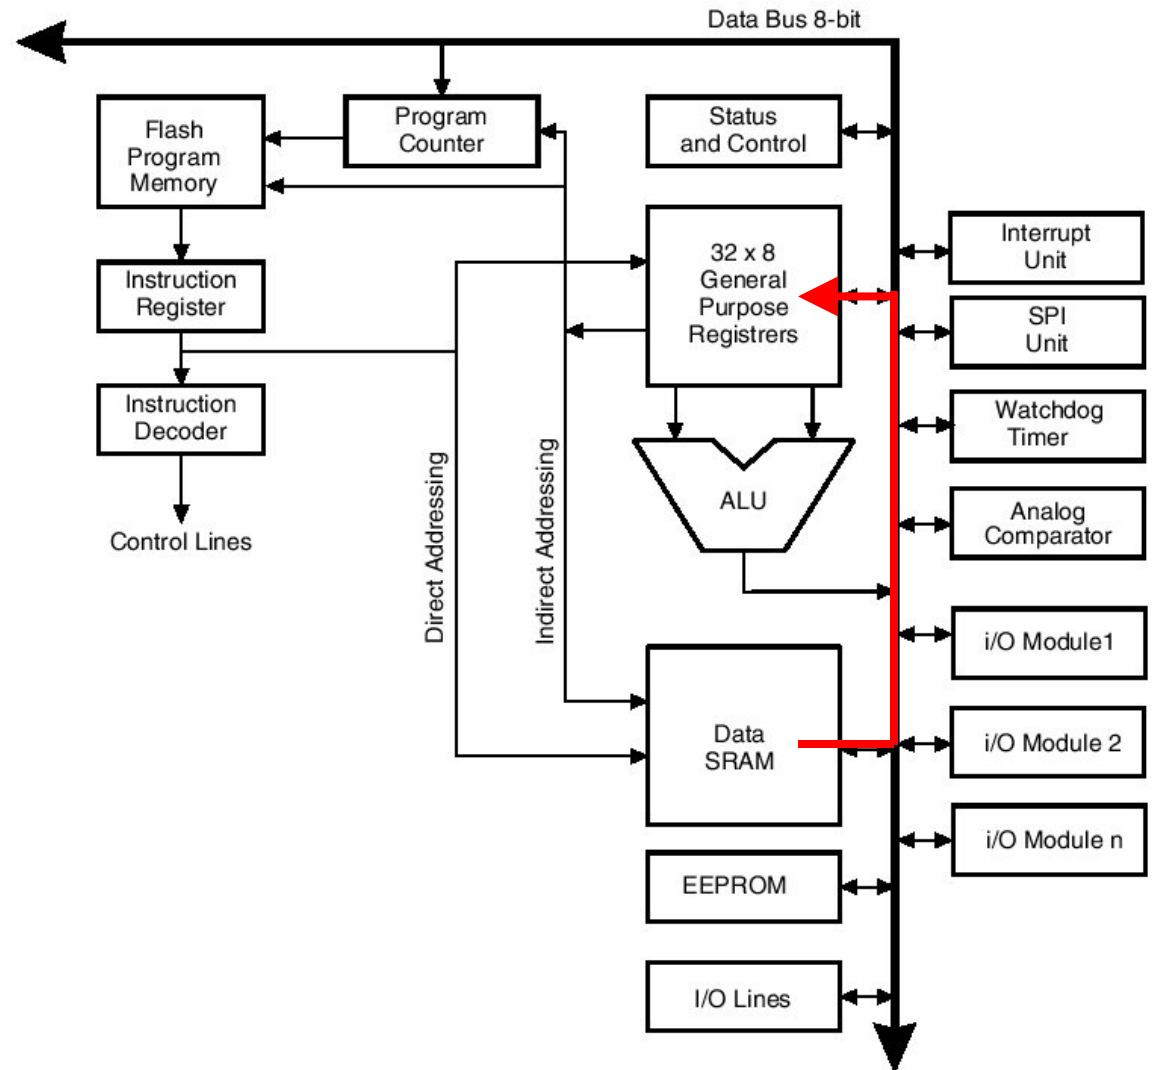 Data Bus 8-bit
Flash
Program
Memory
Program
Counter
Status
and Control
Instruction
Register
32 x 8
General
Purpose
Registrers
Interrupt
Unit
SPI
Unit
Instruction
Decoder
Watchdog
Timer
Control Lines
Direct Addressing
Indirect Addressing
ALU
Analog
Comparator
i/O Module1
Data
SRAM
i/O Module 2
i/O Module n
EEPROM
I/O Lines